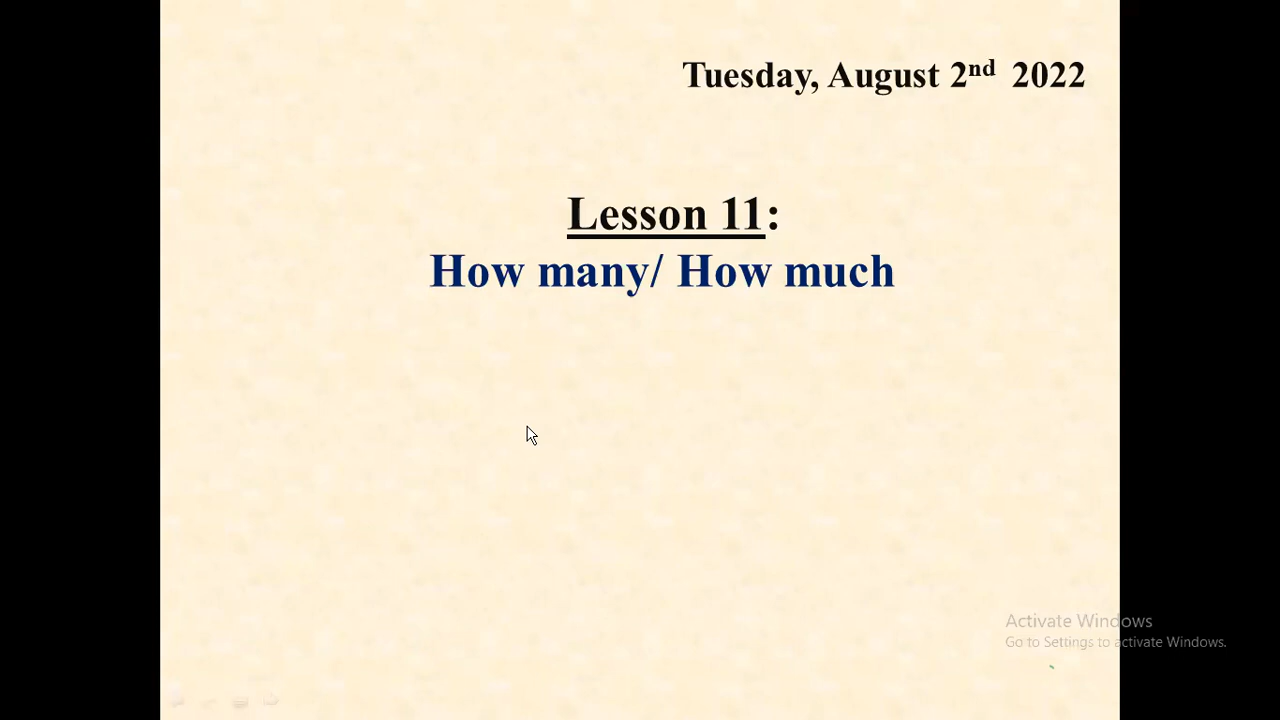 Tuesday, August 2nd 2022
Lesson 11:
How many/ How much
Activate Windows
Go to Settings to activate Windows.